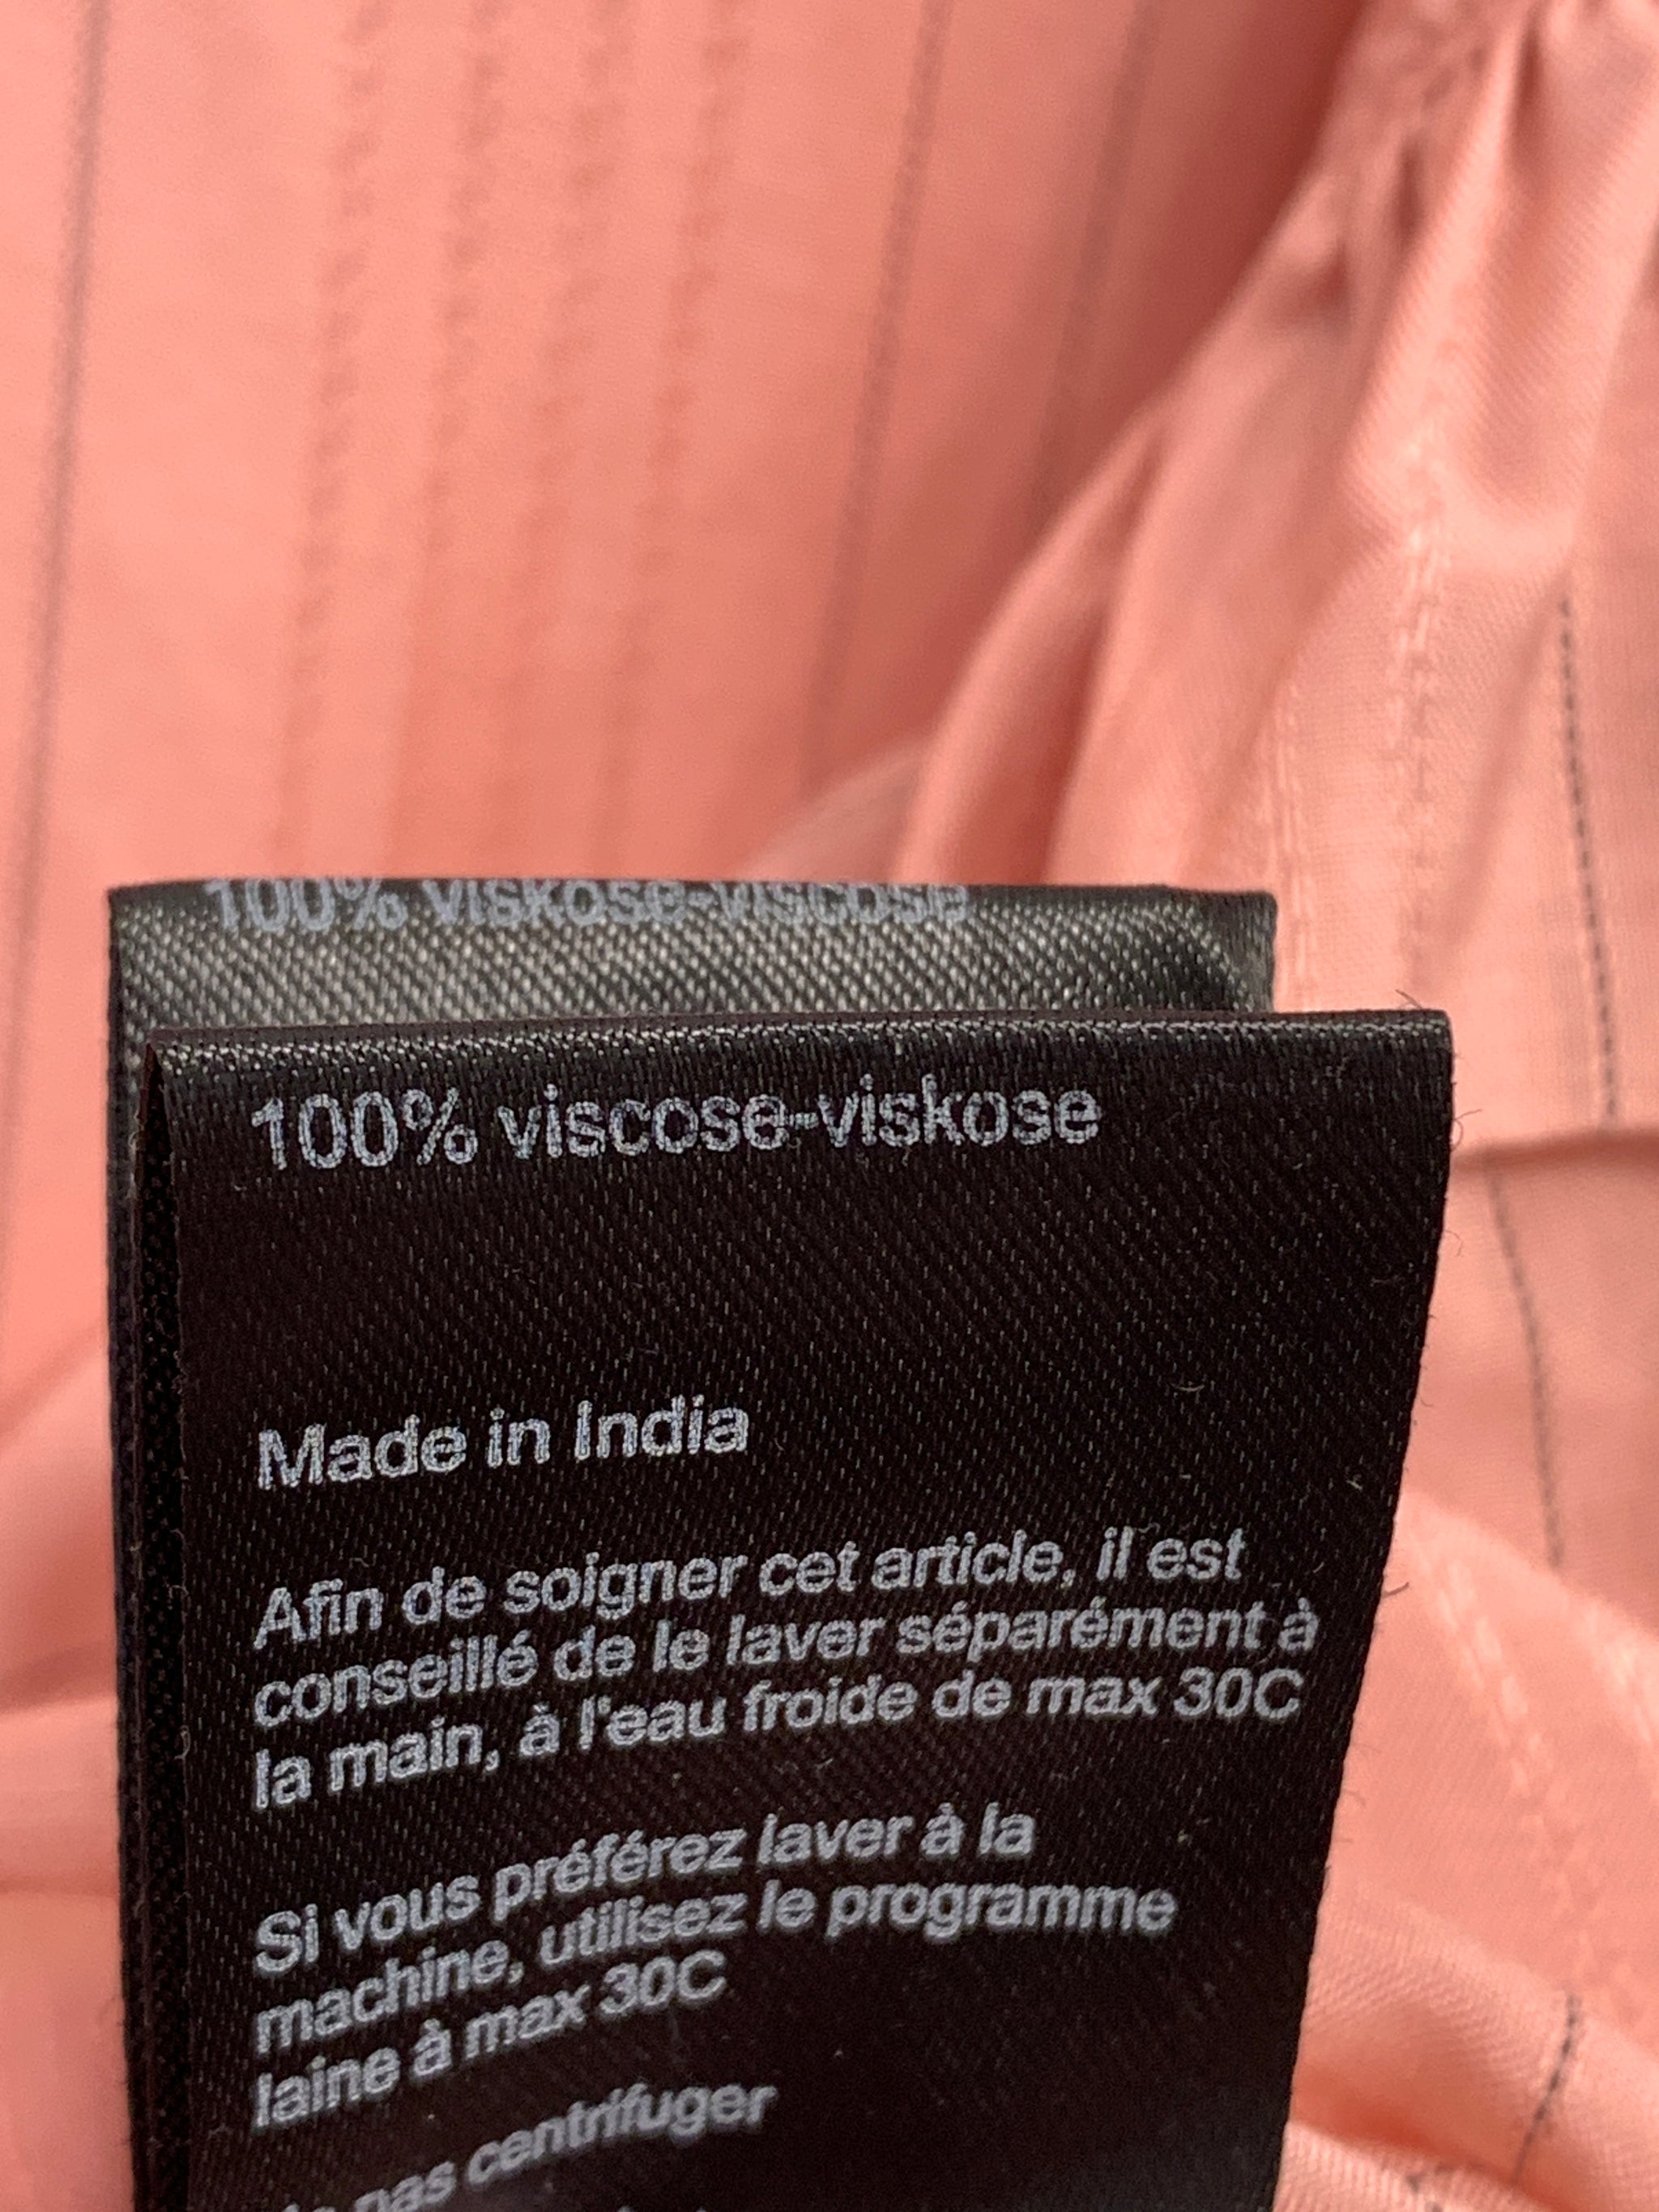 100% viskose-viscose
100% viscose-viskose
Made in India
Afin de soigner cet article, il est
conseillé de le laver séparément à
la main, à l'eau froide de max 30C
Si vous préférez laver à la
machine, utilisez le programme
laine à max 30C
pas centrifuger